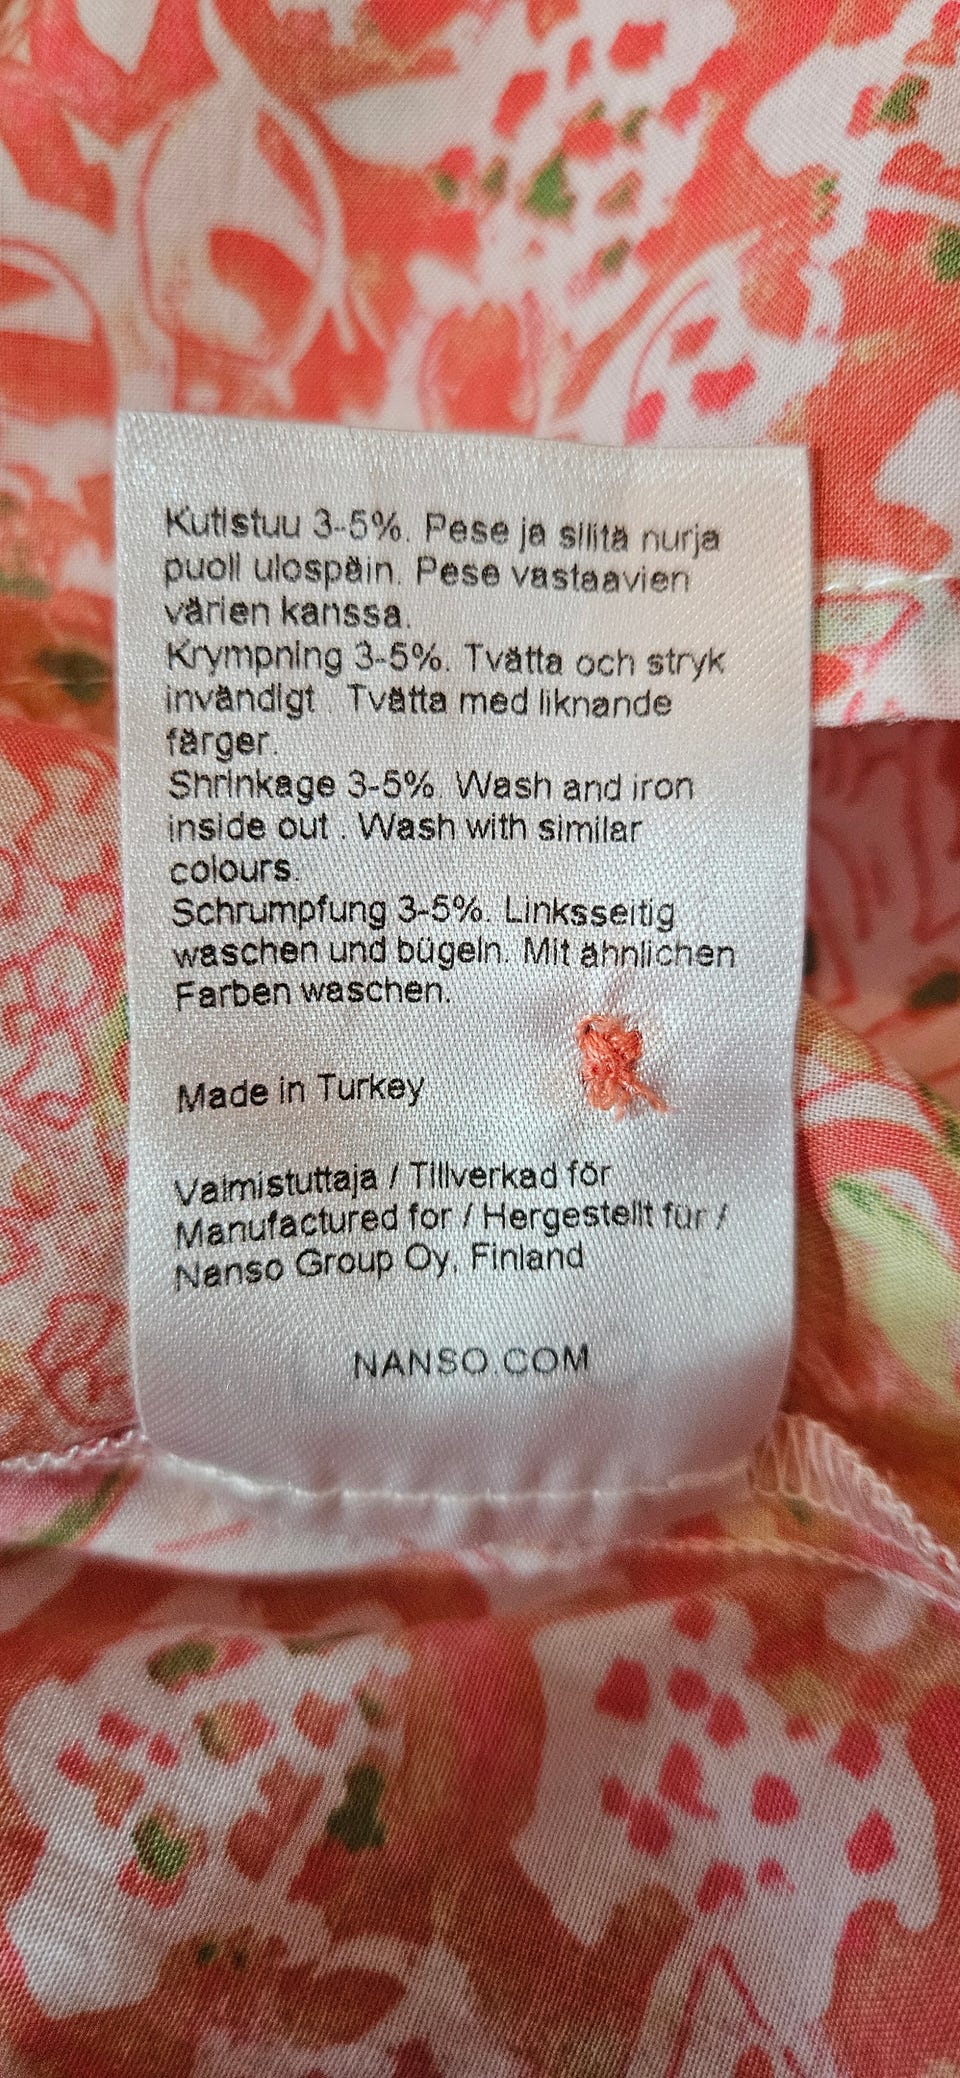 Kutistuu 3-5%. Pese ja silitä nurja
puoli ulospäin. Pese vastaavien
värien kanssa.
Krympning 3-5%. Tvätta och stryk
invändigt . Tvätta med liknande
färger.
Shrinkage 3-5%. Wash and iron
inside out . Wash with similar
colours.
Schrumpfung 3-5%. Linksseitig
waschen und bügeln. Mit ähnlichen
Farben waschen.
Made in Turkey
Valmistuttaja / Tillverkad för
Manufactured for / Hergestellt für /
Nanso Group Oy, Finland
NANSO.COM